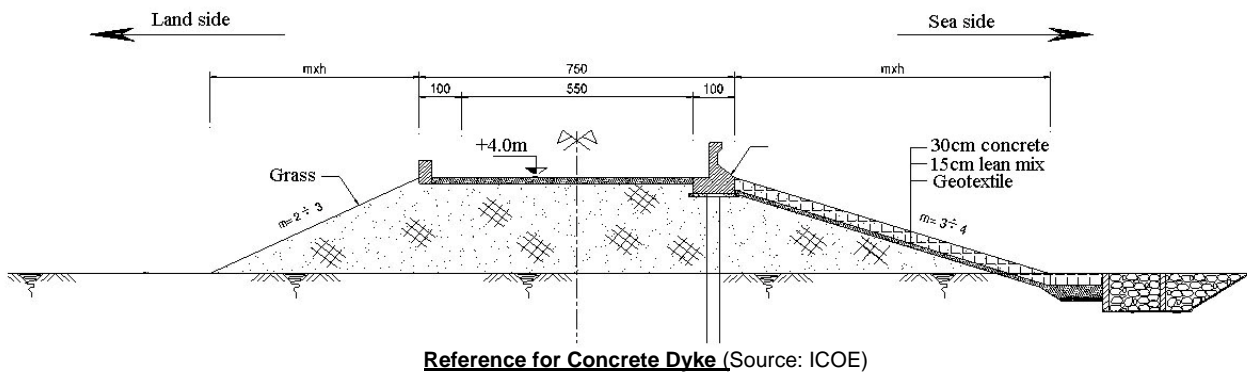 Land side
Sea side
mxh
750
mxh
100
550
100
+4.0m
30cm concrete
15cm lean mix
Geotextile
Grass
m= 2 ÷ 3
m= 3 ÷ 4
Reference for Concrete Dyke (Source: ICOE)